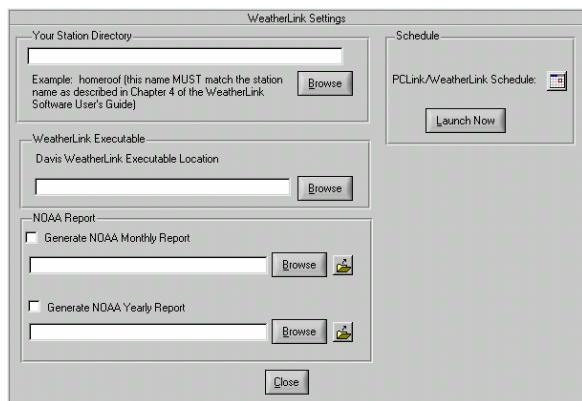 WeatherLink Settings
Your Station Directory
Example: homeroof (this name MUST match the station
name as described in Chapter 4 of the WeatherLink
Software User's Guide)
Browse
Schedule
PCLink/WeatherLink Schedule:
Launch Now
WeatherLink Executable
Davis WeatherLink Executable Location
Browse
NOAA Report
Generate NOAA Monthly Report
Browse
Generate NOAA Yearly Report
Browse
Close